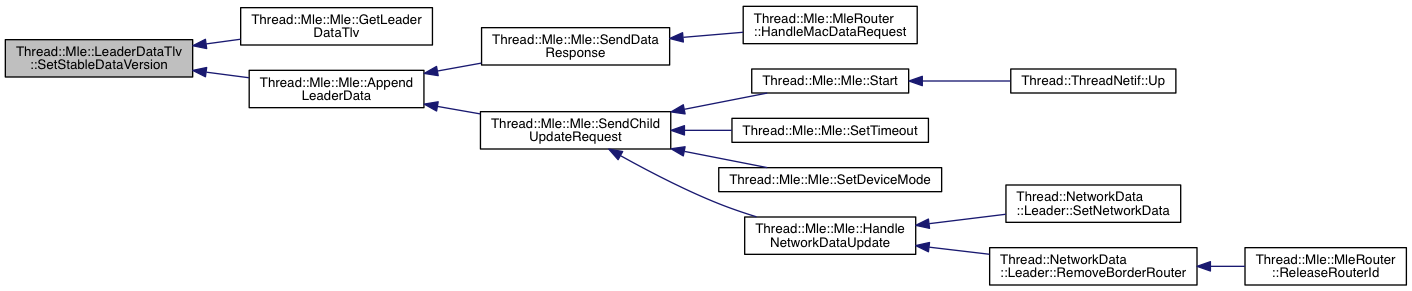 Thread::Mle::LeaderDataTlv
::SetStableDataVersion
Thread::Mle::Mle::GetLeader
DataTlv
Thread::Mle::Mle::Append
LeaderData
Thread::Mle::Mle::SendData
Response
Thread::Mle::MleRouter
::HandleMacDataRequest
Thread::Mle::Mle::SendChild
UpdateRequest
Thread::Mle::Mle::Start
Thread::ThreadNetif::Up
Thread::Mle::Mle::SetTimeout
Thread::Mle::Mle::SetDeviceMode
Thread::Mle::Mle::Handle
NetworkDataUpdate
Thread::NetworkData
::Leader::SetNetworkData
Thread::NetworkData
::Leader::RemoveBorderRouter
Thread::Mle::MleRouter
::ReleaseRouterId